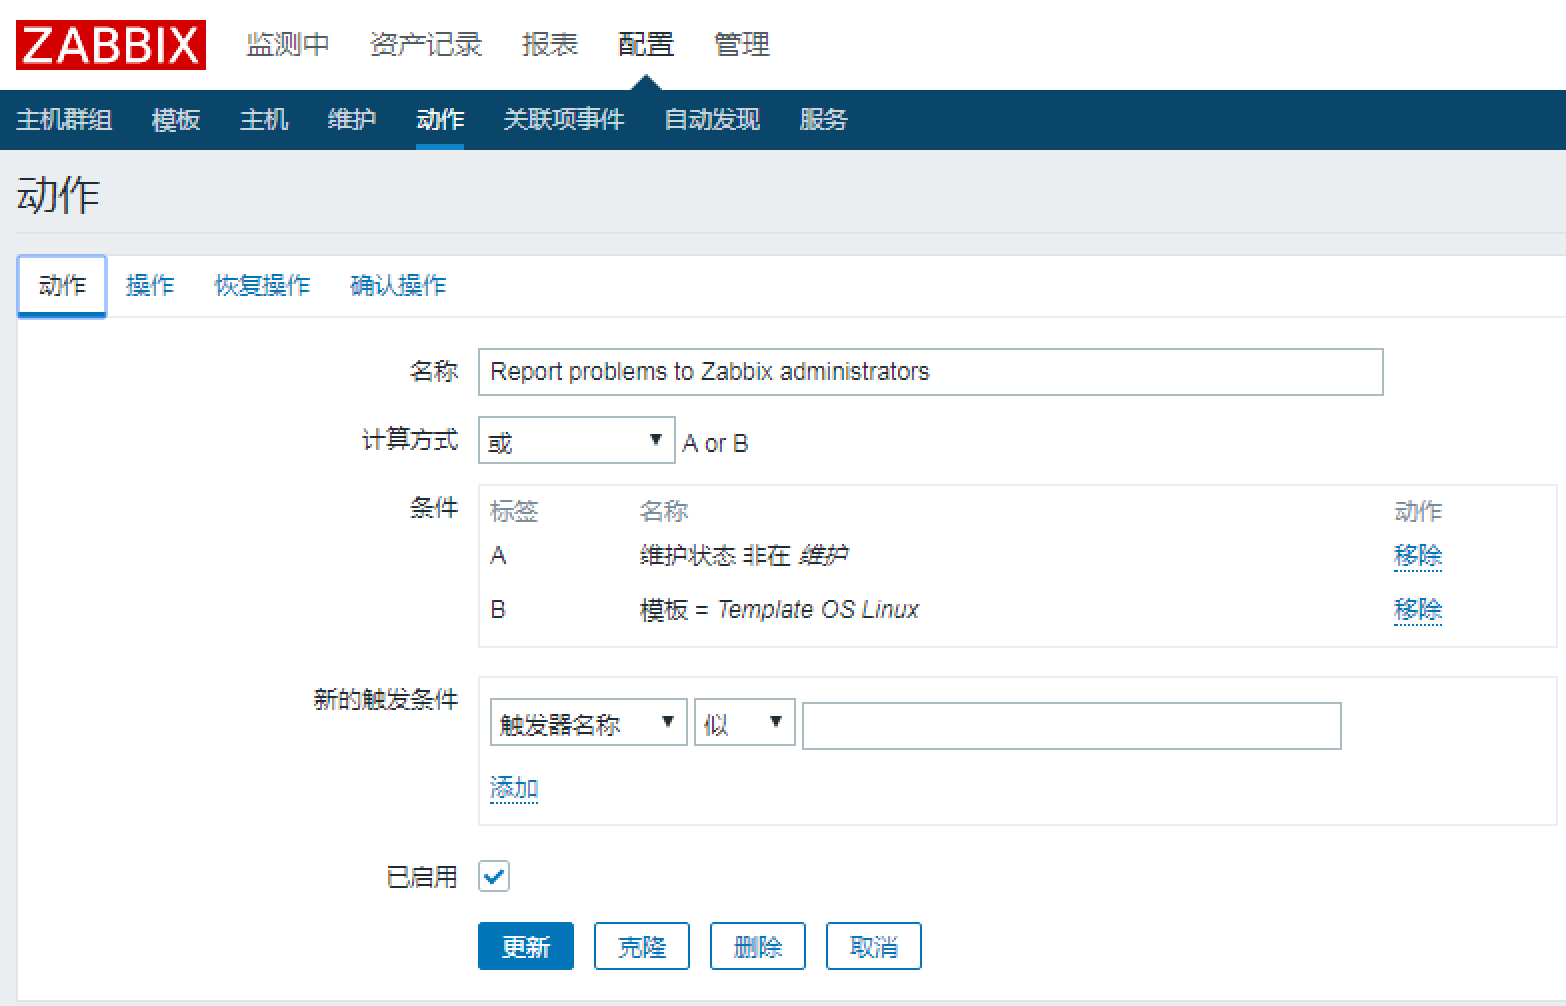 ZABBIX 监测中 资产记录 报表 配置 管理
主机群组 模板 主机 维护 动作 关联项事件 自动发现 服务
动作
动作 操作 恢复操作 确认操作
名称 Report problems to Zabbix administrators
计算方式 或 A or B
条件 标签 名称 动作
A 维护状态 非在 维护 移除
B 模板 = Template OS Linux 移除
新的触发条件 触发器名称 似
添加
已启用
更新 克隆 删除 取消